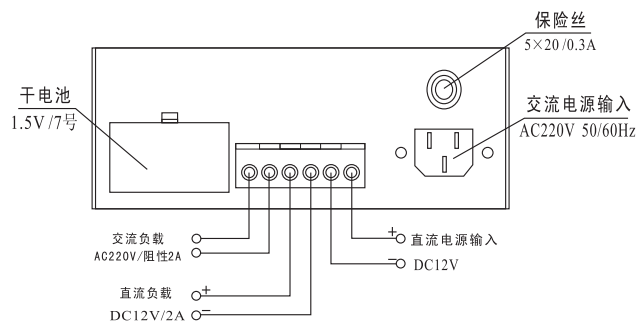 保险丝
5×20/0.3A
干电池
1.5V/7号
交流电源输入
AC220V 50/60Hz
交流负载
AC220V/阻性2A
+
直流电源输入
−
DC12V
直流负载
+
DC12V/2A
−